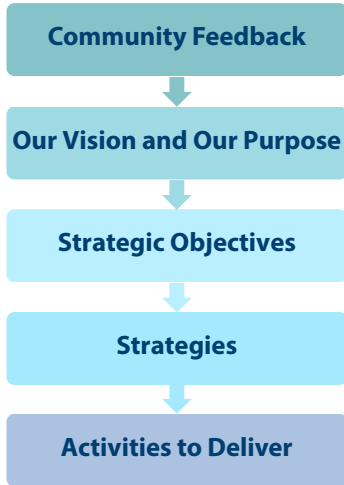 Community Feedback
Our Vision and Our Purpose
Strategic Objectives
Strategies
Activities to Deliver